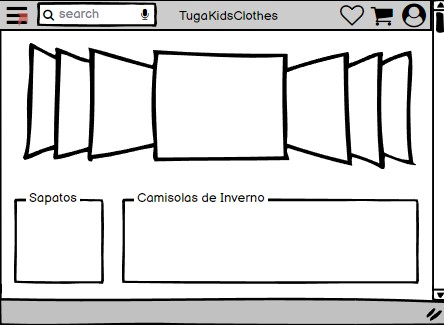 search
TugaKidsClothes
Sapatos
Camisolas de Inverno